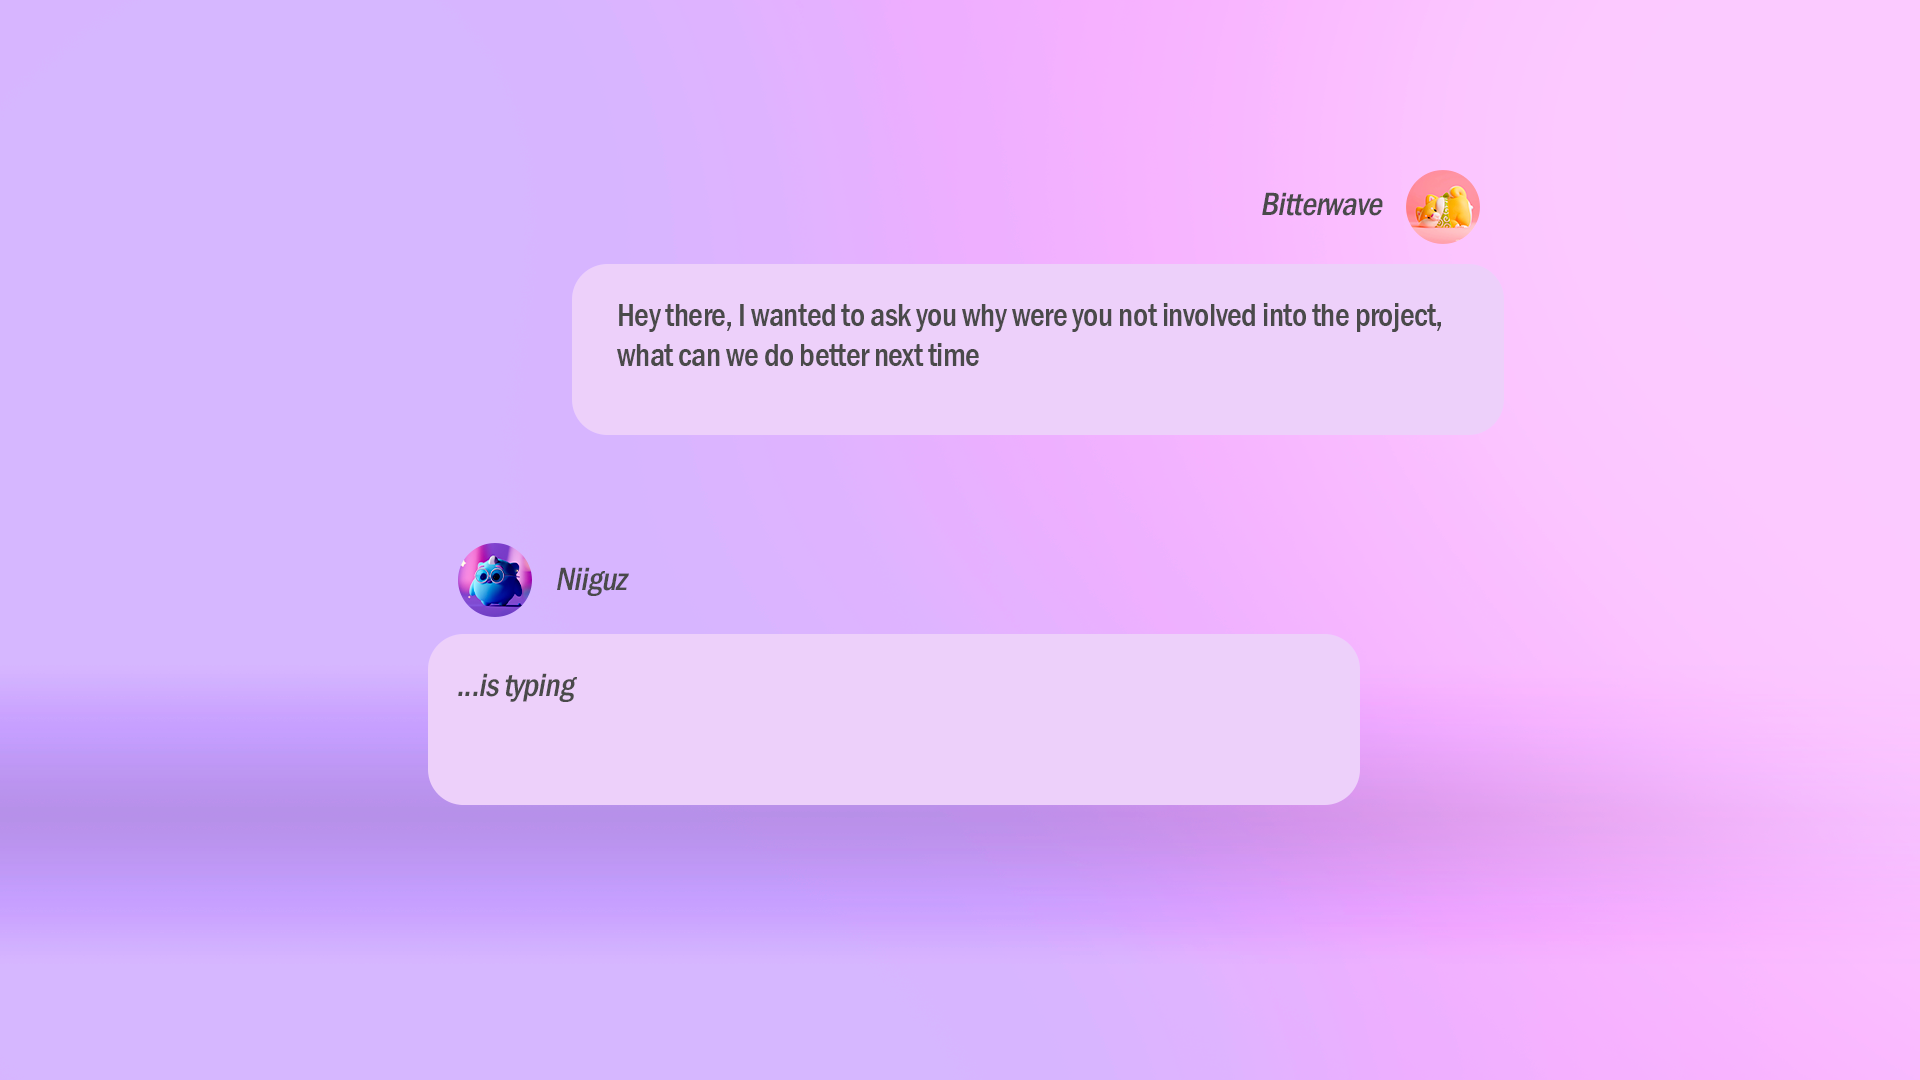 Bitterwave
Hey there, I wanted to ask you why were you not involved into the project,
what can we do better next time
Niiguz
...is typing